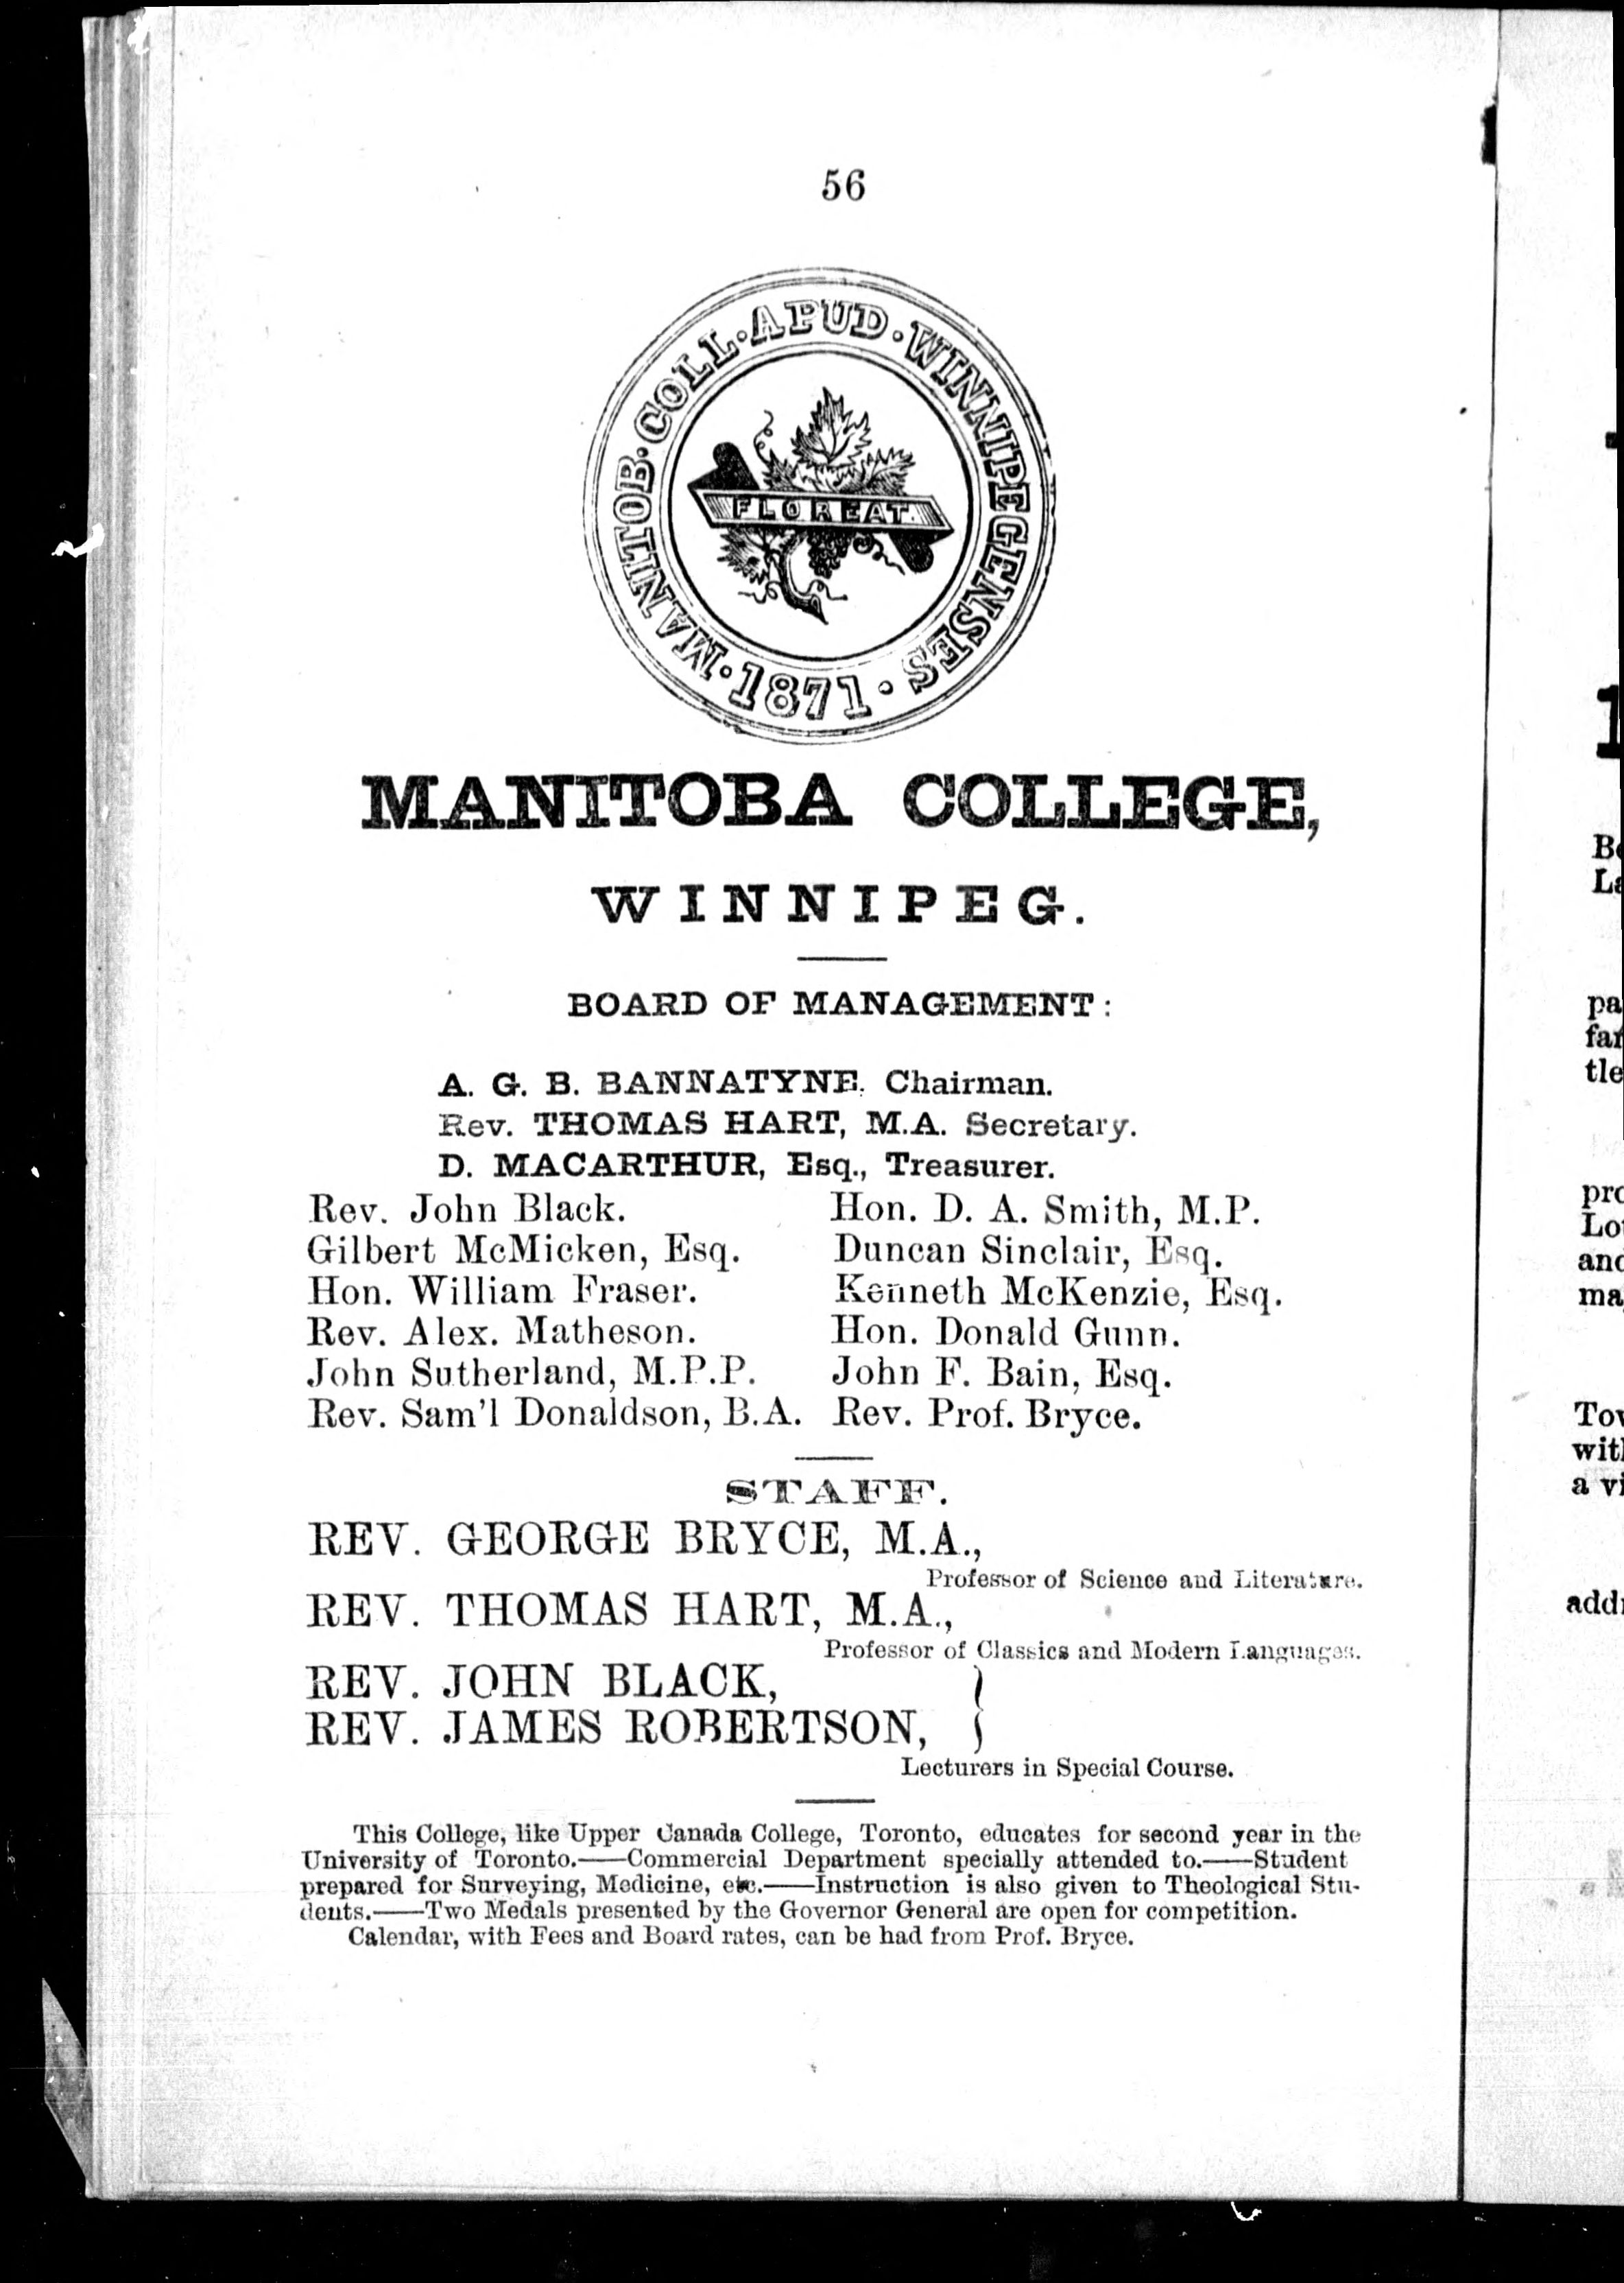 56
MANITOB. COLL. APUD. WINNIPEGENSES
FLOREAT
1871
MANITOBA COLLEGE,
WINNIPEG.
BOARD OF MANAGEMENT:
A. G. B. BANNATYNE. Chairman.
Rev. THOMAS HART, M.A. Secretary.
D. MACARTHUR, Esq., Treasurer.
Rev. John Black. Hon. D. A. Smith, M.P.
Gilbert McMicken, Esq. Duncan Sinclair, Esq.
Hon. William Fraser. Kenneth McKenzie, Esq.
Rev. Alex. Matheson. Hon. Donald Gunn.
John Sutherland, M.P.P. John F. Bain, Esq.
Rev. Sam'l Donaldson, B.A. Rev. Prof. Bryce.
STAFF.
REV. GEORGE BRYCE, M.A.,
Professor of Science and Literature.
REV. THOMAS HART, M.A.,
Professor of Classics and Modern Languages.
REV. JOHN BLACK, }
REV. JAMES ROBERTSON, }
Lecturers in Special Course.
This College, like Upper Canada College, Toronto, educates for second year in the
University of Toronto.——Commercial Department specially attended to.——Student
prepared for Surveying, Medicine, etc.——Instruction is also given to Theological Stu-
dents.——Two Medals presented by the Governor General are open for competition.
Calendar, with Fees and Board rates, can be had from Prof. Bryce.